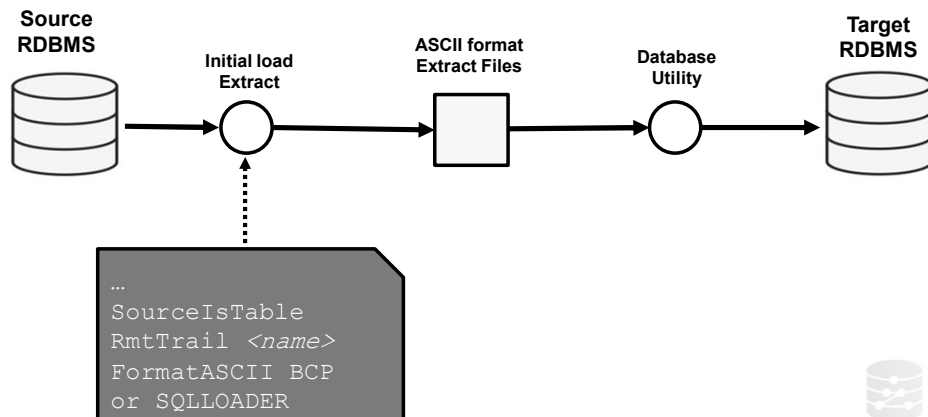 Source
RDBMS
Initial load
Extract
ASCII format
Extract Files
Database
Utility
Target
RDBMS
…
SourceIsTable
RmtTrail <name>
FormatASCII BCP
or SQLLOADER